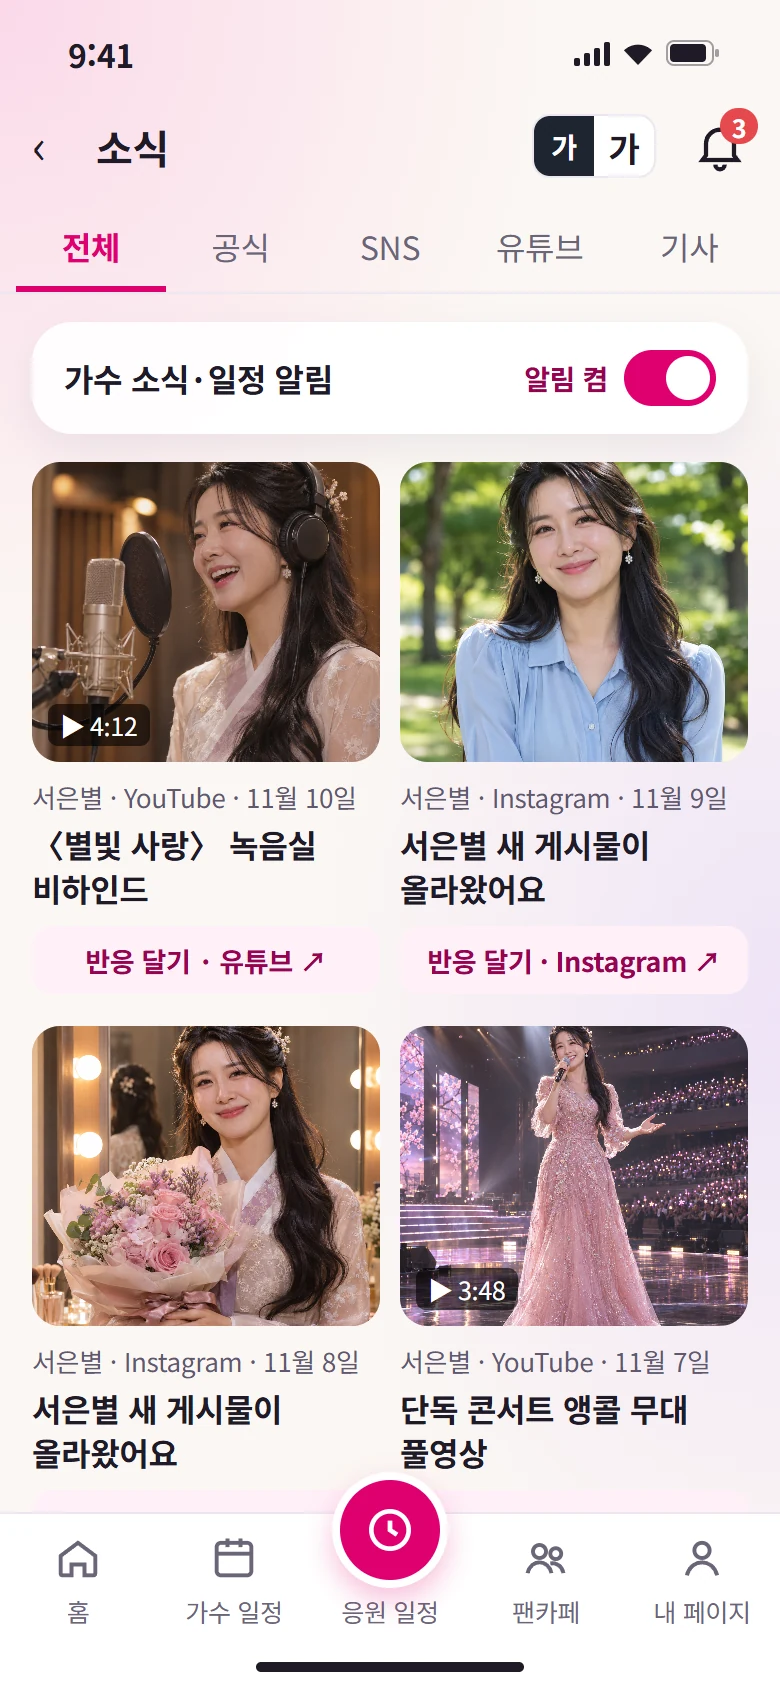 9:41
‹ 소식 가 가 3
전체 공식 SNS 유튜브 기사
가수 소식·일정 알림 알림 켬
▶ 4:12
서은별 · YouTube · 11월 10일
〈별빛 사랑〉 녹음실
비하인드
반응 달기 · 유튜브 ↗
서은별 · Instagram · 11월 9일
서은별 새 게시물이
올라왔어요
반응 달기 · Instagram ↗
서은별 · Instagram · 11월 8일
서은별 새 게시물이
올라왔어요
▶ 3:48
서은별 · YouTube · 11월 7일
단독 콘서트 앵콜 무대
풀영상
홈 가수 일정 응원 일정 팬카페 내 페이지